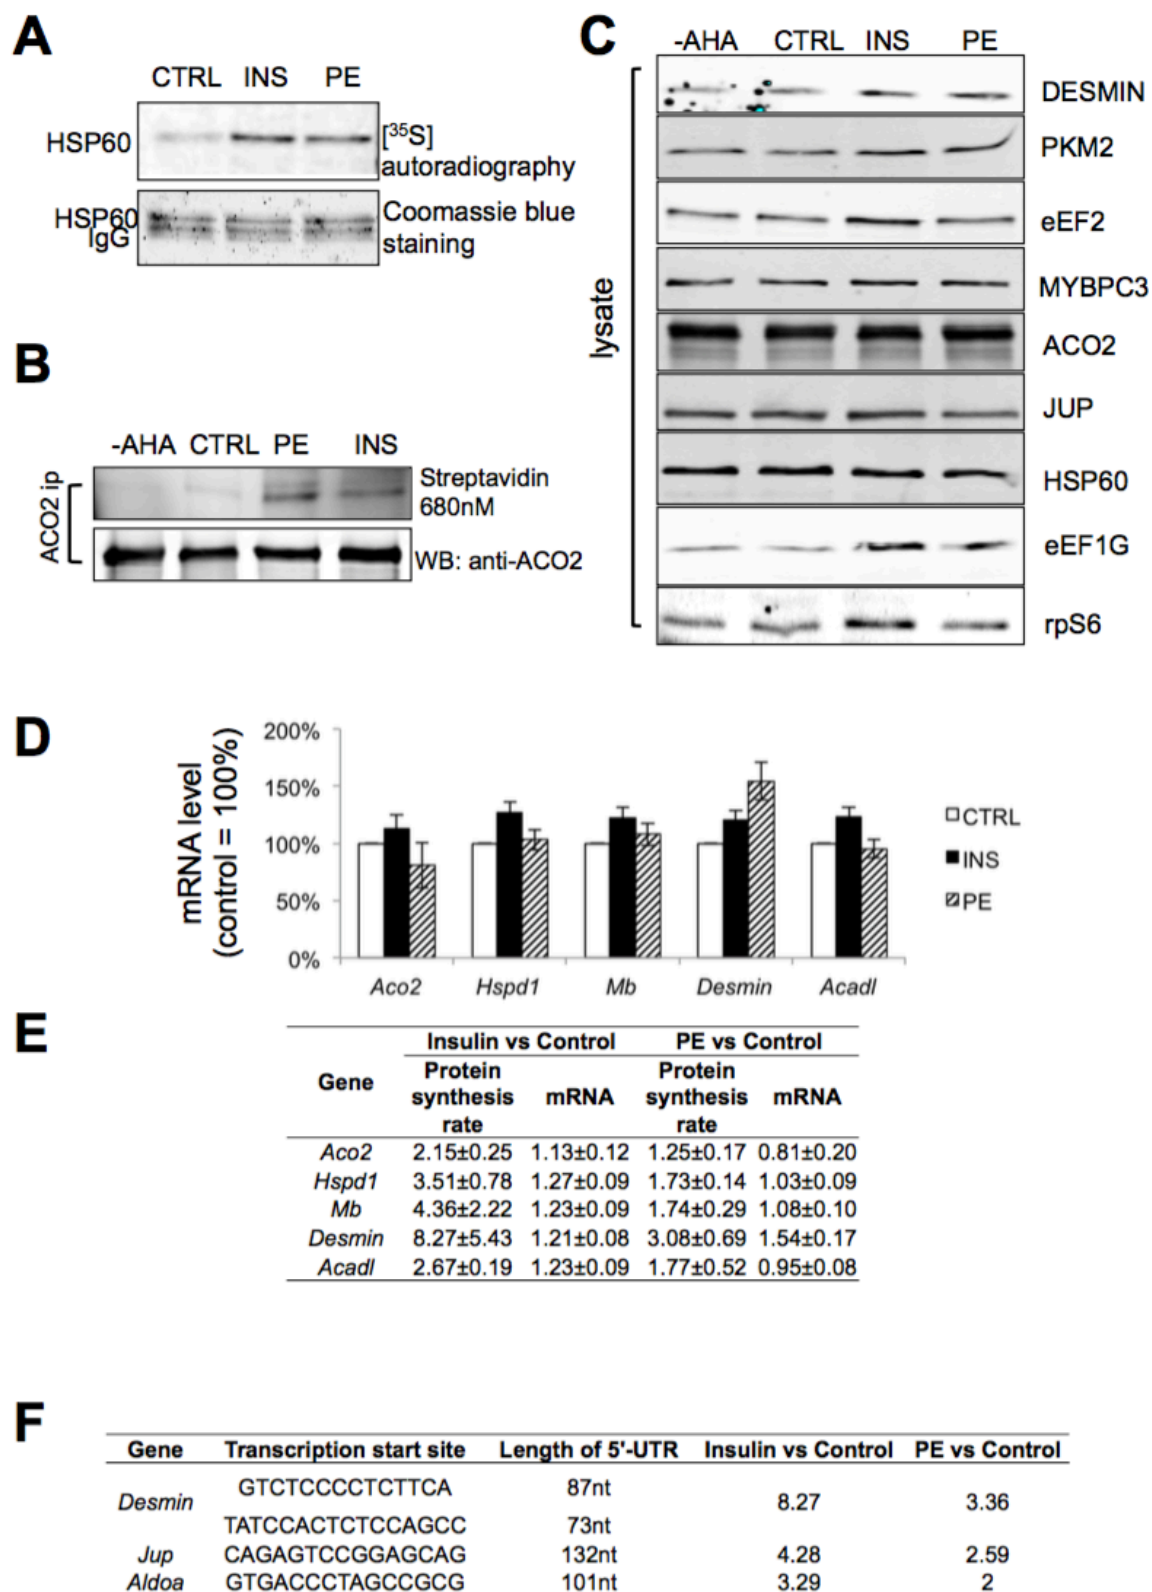 A
CTRL INS PE
HSP60
[35S]
autoradiography
HSP60
IgG
Coomassie blue
staining
B
-AHA CTRL PE INS
ACO2 ip
Streptavidin
680nM
WB: anti-ACO2
C
-AHA CTRL INS PE
lysate
DESMIN
PKM2
eEF2
MYBPC3
ACO2
JUP
HSP60
eEF1G
rpS6
D
mRNA level
(control = 100%)
200%
150%
100%
50%
0%
Aco2 Hspd1 Mb Desmin Acadl
CTRL
INS
PE
E
Insulin vs Control PE vs Control
Gene Protein synthesis rate mRNA Protein synthesis rate mRNA
Aco2 2.15±0.25 1.13±0.12 1.25±0.17 0.81±0.20
Hspd1 3.51±0.78 1.27±0.09 1.73±0.14 1.03±0.09
Mb 4.36±2.22 1.23±0.09 1.74±0.29 1.08±0.10
Desmin 8.27±5.43 1.21±0.08 3.08±0.69 1.54±0.17
Acadl 2.67±0.19 1.23±0.09 1.77±0.52 0.95±0.08
F
Gene Transcription start site Length of 5'-UTR Insulin vs Control PE vs Control
Desmin GTCTCCCCTCTTCA 87nt 8.27 3.36
TATCCACTCTCCAGCC 73nt
Jup CAGAGTCCGGAGCAG 132nt 4.28 2.59
Aldoa GTGACCCTAGCCGCG 101nt 3.29 2